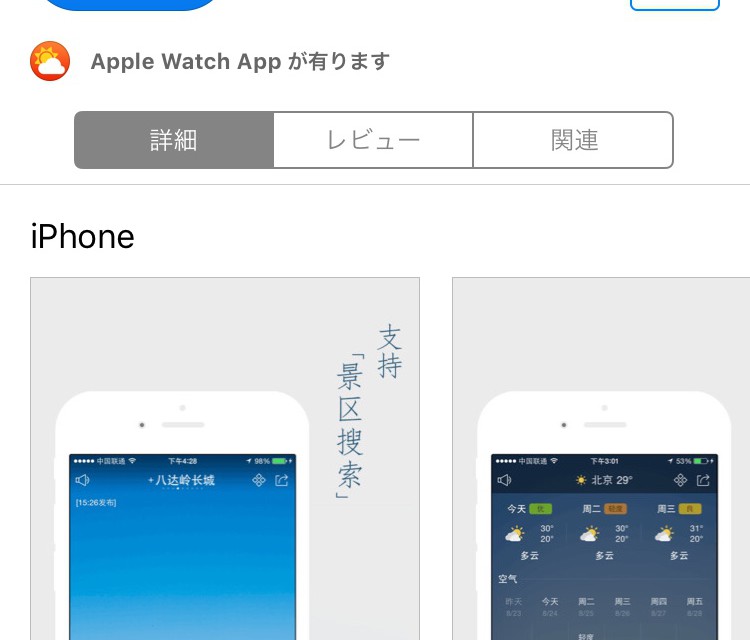 Apple Watch App が有ります
詳細
レビュー
関連
iPhone
支持
「景区搜索」
中国联通
下午4:28
98%
+八达岭长城
[15:26发布]
中国联通
下午3:01
53%
北京 29°
今天 优
周二 轻度
周三 良
30°
20°
30°
20°
31°
20°
多云
多云
多云
空气
昨天
今天
周二
周三
周四
周五
8/23
8/24
8/25
8/26
8/27
8/28
轻度